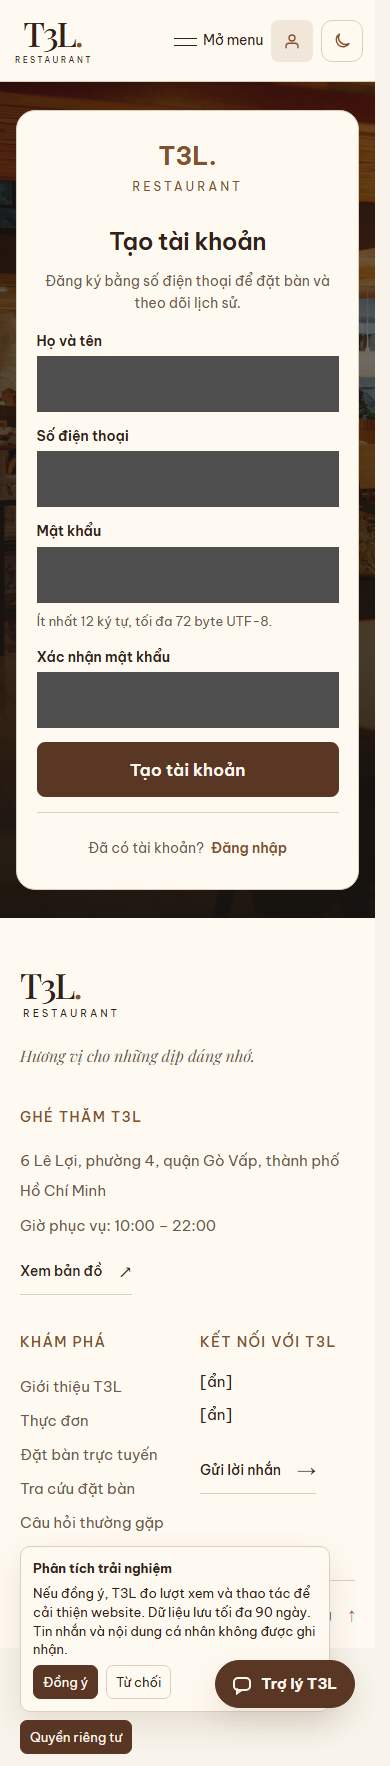 T3L.
RESTAURANT
Mở menu
T3L.
RESTAURANT
Tạo tài khoản
Đăng ký bằng số điện thoại để đặt bàn và
theo dõi lịch sử.
Họ và tên
Số điện thoại
Mật khẩu
Ít nhất 12 ký tự, tối đa 72 byte UTF-8.
Xác nhận mật khẩu
Tạo tài khoản
Đã có tài khoản? Đăng nhập
T3L.
RESTAURANT
Hương vị cho những dịp đáng nhớ.
GHÉ THĂM T3L
6 Lê Lợi, phường 4, quận Gò Vấp, thành phố
Hồ Chí Minh
Giờ phục vụ: 10:00 – 22:00
Xem bản đồ ↗
KHÁM PHÁ
Giới thiệu T3L
Thực đơn
Đặt bàn trực tuyến
Tra cứu đặt bàn
Câu hỏi thường gặp
KẾT NỐI VỚI T3L
[ẩn]
[ẩn]
Gửi lời nhắn →
↑
Phân tích trải nghiệm
Nếu đồng ý, T3L đo lượt xem và thao tác để
cải thiện website. Dữ liệu lưu tối đa 90 ngày.
Tin nhắn và nội dung cá nhân không được ghi
nhận.
Đồng ý
Từ chối
Trợ lý T3L
Quyền riêng tư